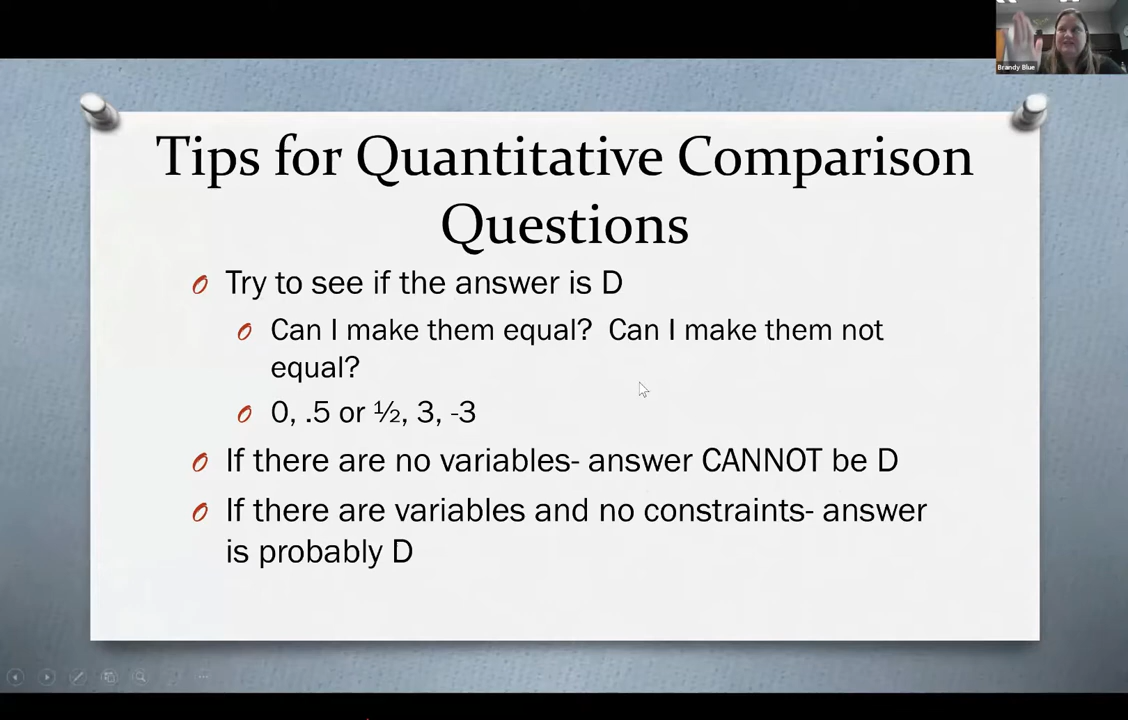 Brandy Blue
Tips for Quantitative Comparison
Questions
Try to see if the answer is D
Can I make them equal? Can I make them not
equal?
0, .5 or ½, 3, -3
If there are no variables- answer CANNOT be D
If there are variables and no constraints- answer
is probably D